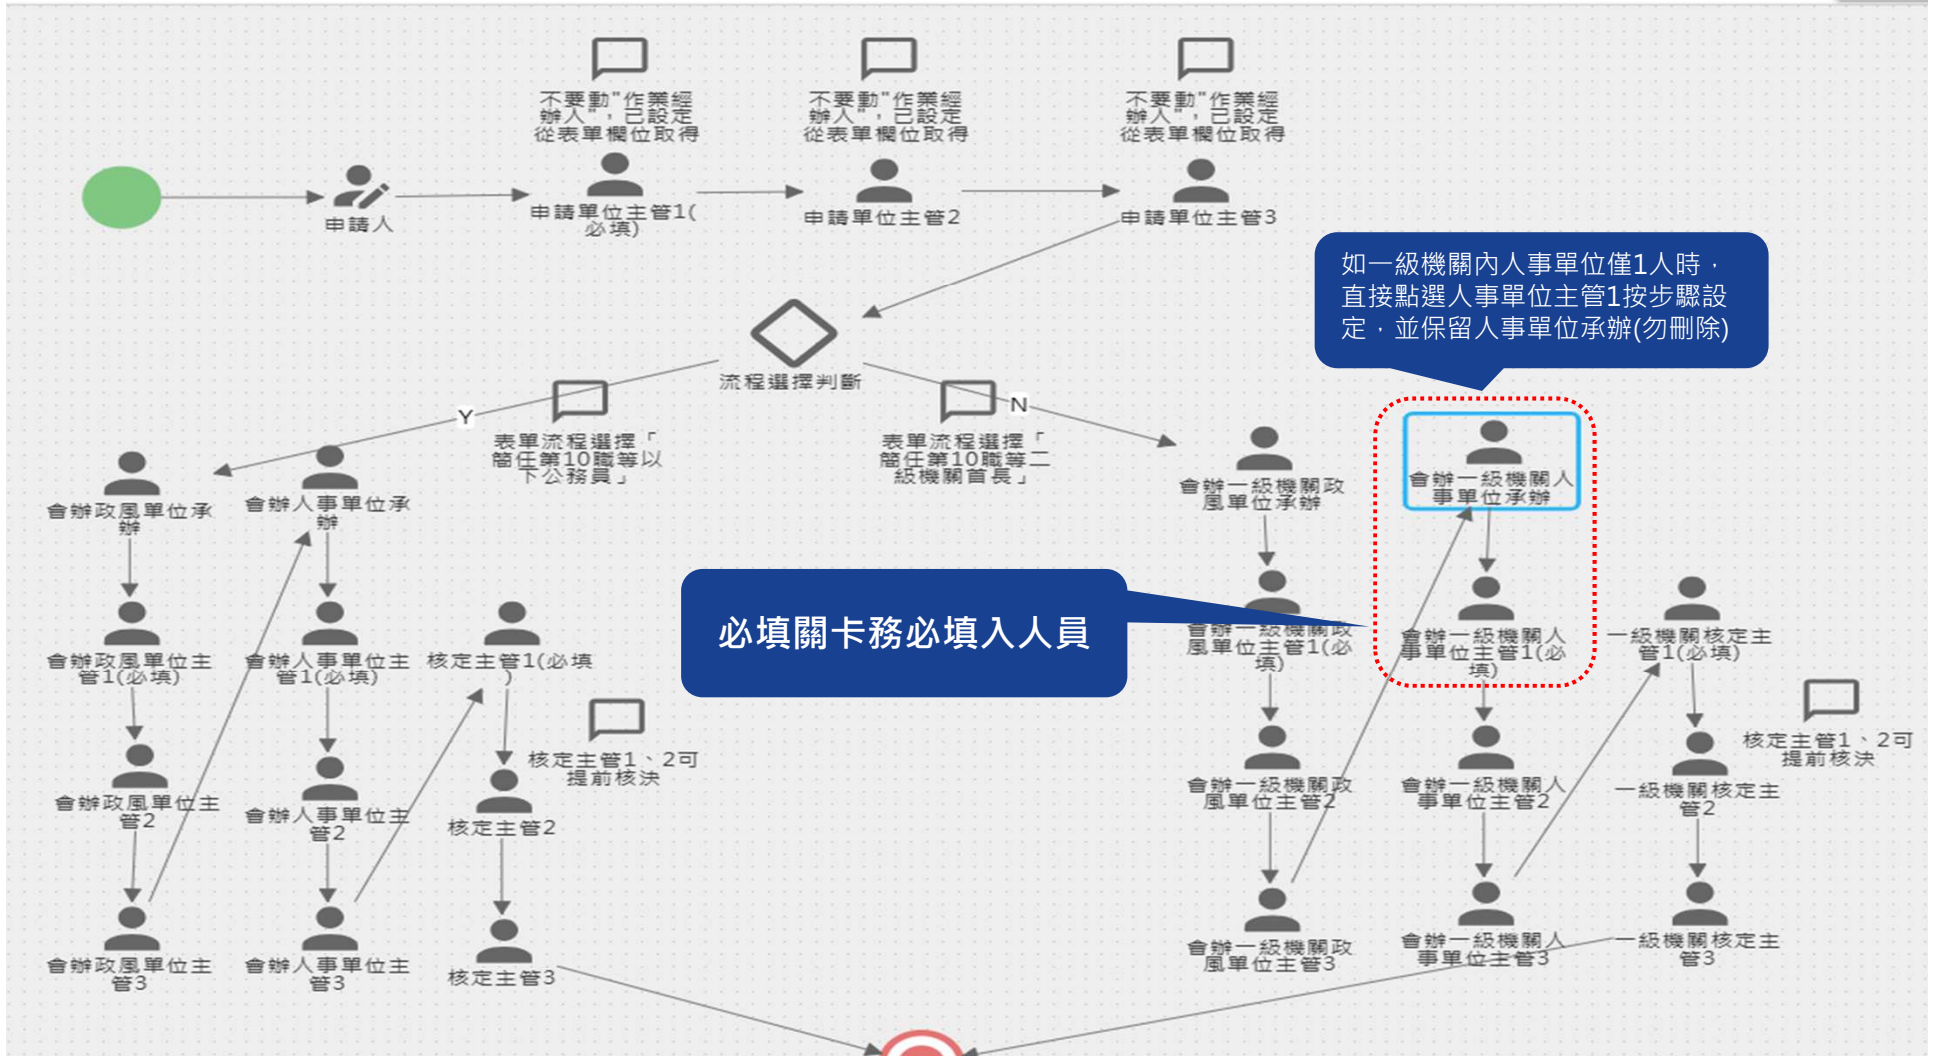 不要動"作業經
辦人"，已設定
從表單欄位取得
不要動"作業經
辦人"，已設定
從表單欄位取得
不要動"作業經
辦人"，已設定
從表單欄位取得
申請人
申請單位主管1(
必填)
申請單位主管2
申請單位主管3
如一級機關內人事單位僅1人時，
直接點選人事單位主管1按步驟設
定，並保留人事單位承辦(勿刪除)
流程選擇判斷
Y
N
表單流程選擇「
簡任第10職等以
下公務員」
表單流程選擇「
簡任第10職等二
級機關首長」
會辦政風單位承
辦
會辦人事單位承
辦
會辦一級機關政
風單位承辦
會辦一級機關人
事單位承辦
必填關卡務必填入人員
會辦政風單位主
管1(必填)
會辦人事單位主
管1(必填)
核定主管1(必填
)
會辦一級機關政
風單位主管1(必
填)
會辦一級機關人
事單位主管1(必
填)
一級機關核定主
管1(必填)
核定主管1、2可
提前核決
核定主管1、2可
提前核決
會辦政風單位主
管2
會辦人事單位主
管2
核定主管2
會辦一級機關政
風單位主管2
會辦一級機關人
事單位主管2
一級機關核定主
管2
會辦政風單位主
管3
會辦人事單位主
管3
核定主管3
會辦一級機關政
風單位主管3
會辦一級機關人
事單位主管3
一級機關核定主
管3